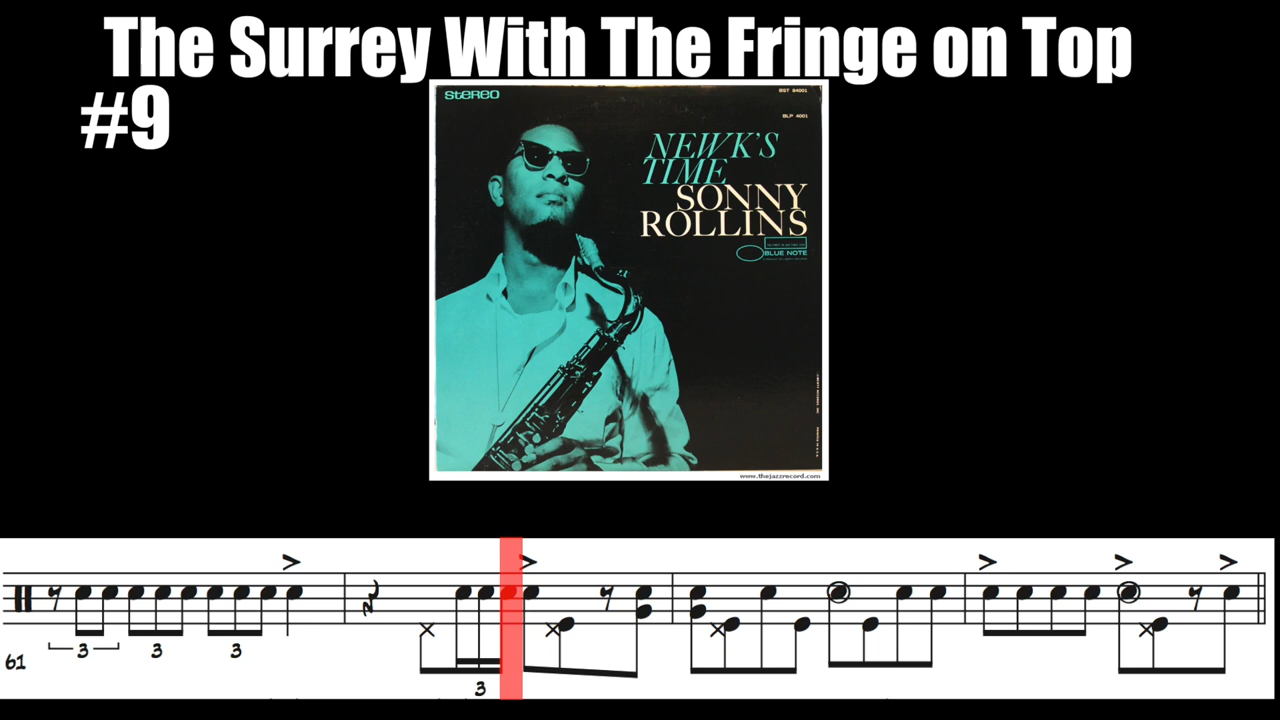 The Surrey With The Fringe on Top
#9
STEREO
BST 84001
BLP 4001
NEWK'S
TIME
SONNY
ROLLINS
BLUE NOTE
www.thejazzrecord.com
3
3
3
61
3